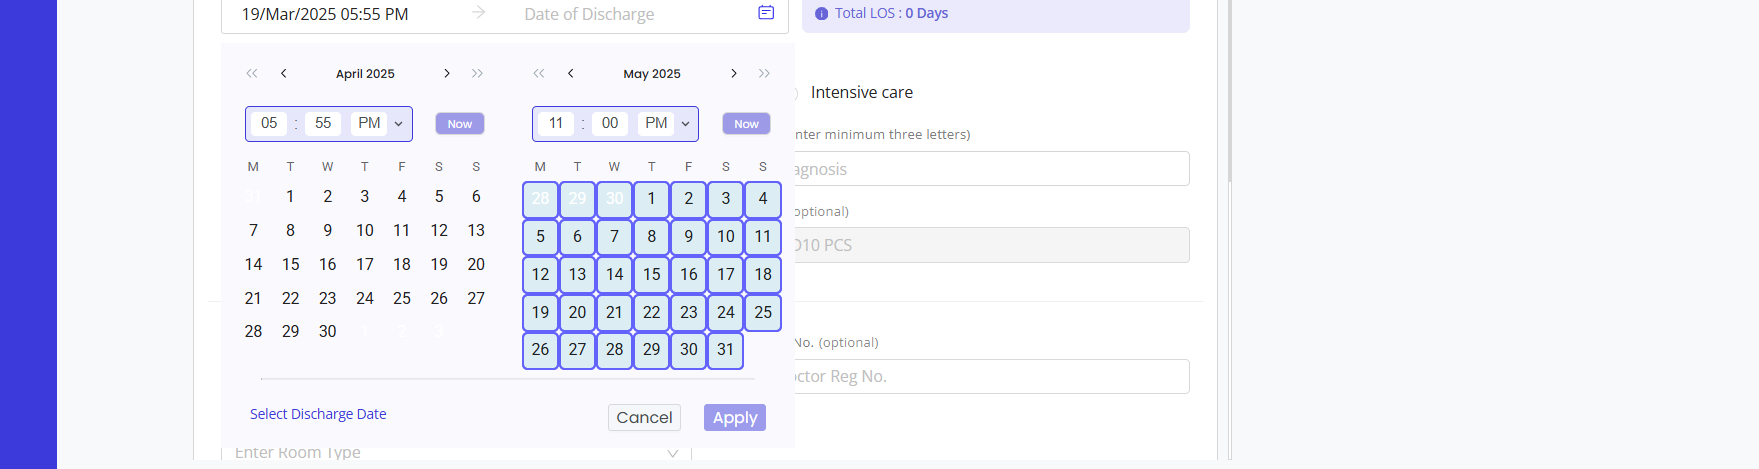 19/Mar/2025 05:55 PM Date of Discharge
Total LOS : 0 Days
April 2025 May 2025
Intensive care
05 : 55 PM Now 11 : 00 PM Now
nter minimum three letters)
M T W T F S S M T W T F S S
agnosis
31 1 2 3 4 5 6 28 29 30 1 2 3 4
optional)
7 8 9 10 11 12 13 5 6 7 8 9 10 11
D10 PCS
14 15 16 17 18 19 20 12 13 14 15 16 17 18
21 22 23 24 25 26 27 19 20 21 22 23 24 25
28 29 30 1 2 3 26 27 28 29 30 31
No. (optional)
ctor Reg No.
Select Discharge Date Cancel Apply
Enter Room Type